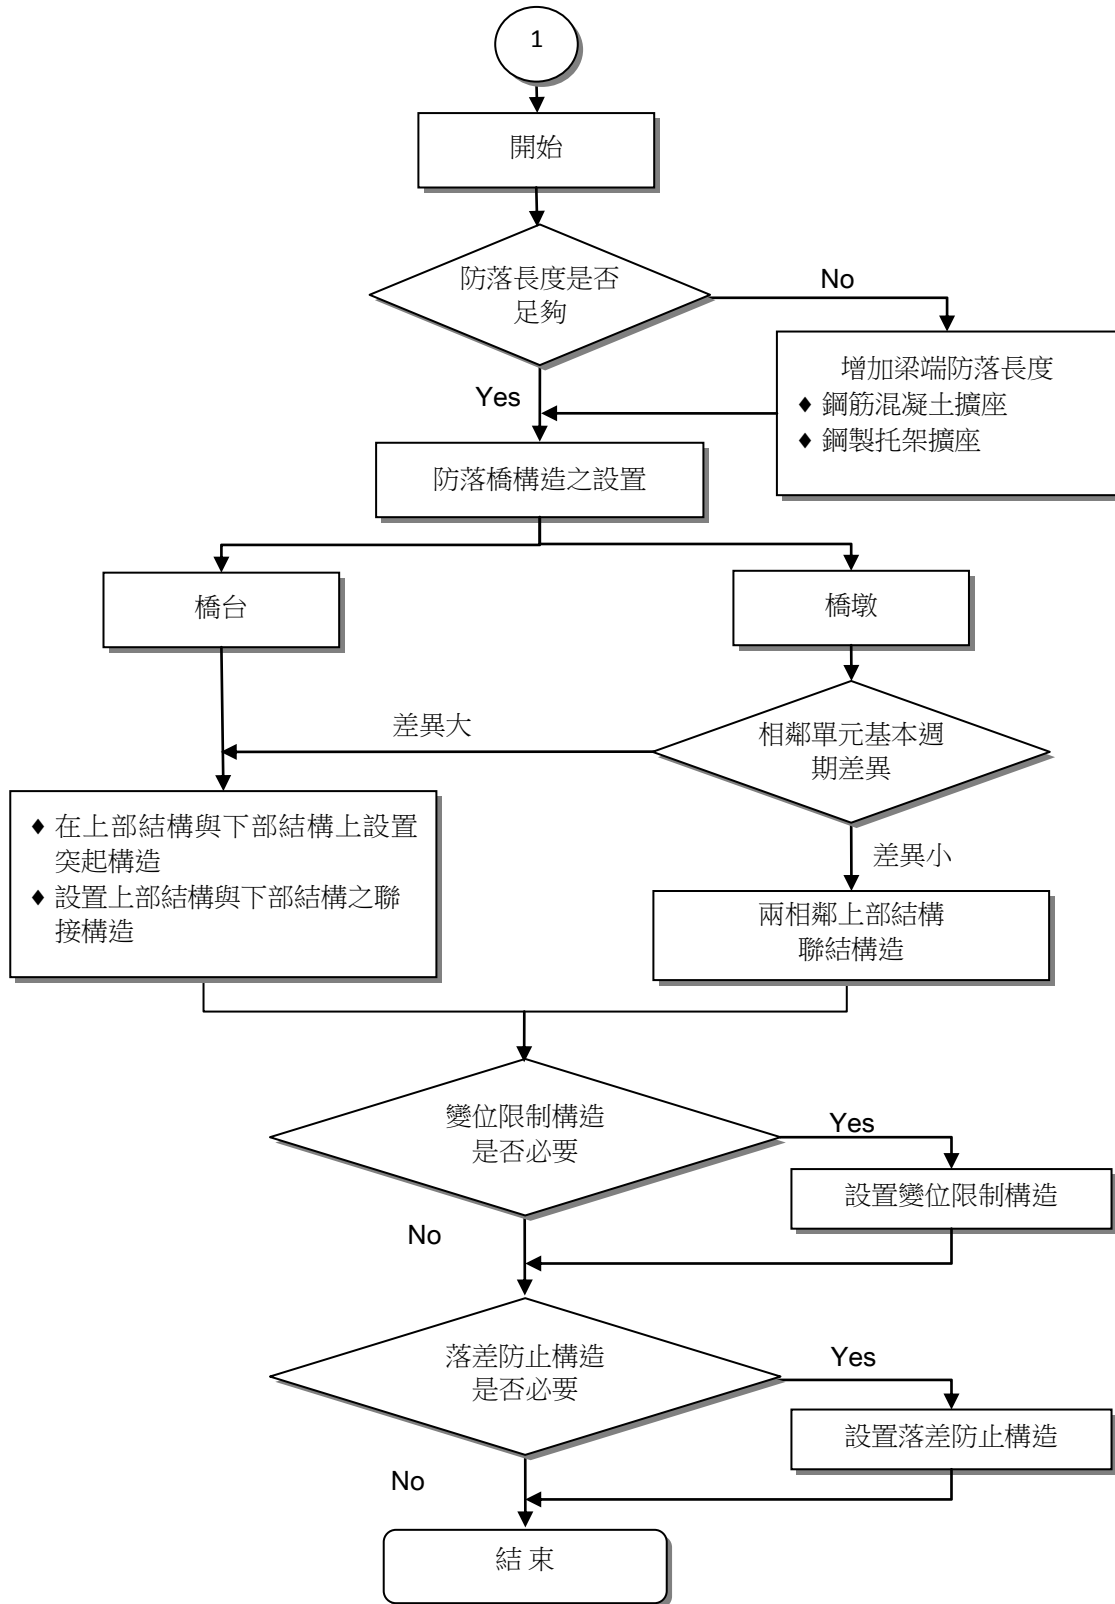 1
開始
防落長度是否
足夠
No
Yes
增加梁端防落長度
♦ 鋼筋混凝土擴座
♦ 鋼製托架擴座
防落橋構造之設置
橋台
橋墩
差異大
相鄰單元基本週
期差異
♦ 在上部結構與下部結構上設置
突起構造
♦ 設置上部結構與下部結構之聯
接構造
差異小
兩相鄰上部結構
聯結構造
變位限制構造
是否必要
Yes
設置變位限制構造
No
落差防止構造
是否必要
Yes
設置落差防止構造
No
結 束